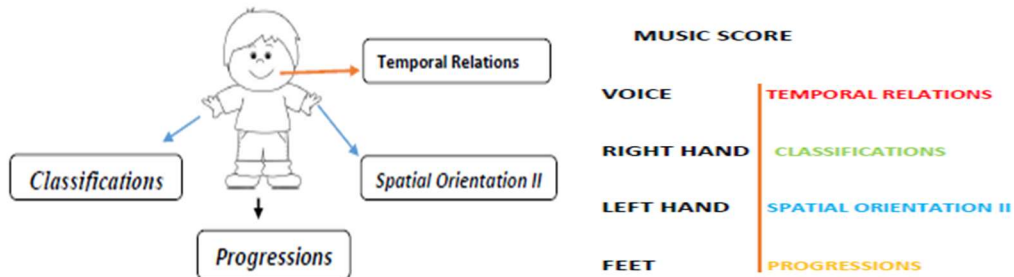 Temporal Relations
Classifications
Spatial Orientation II
Progressions
MUSIC SCORE
VOICE TEMPORAL RELATIONS
RIGHT HAND CLASSIFICATIONS
LEFT HAND SPATIAL ORIENTATION II
FEET PROGRESSIONS